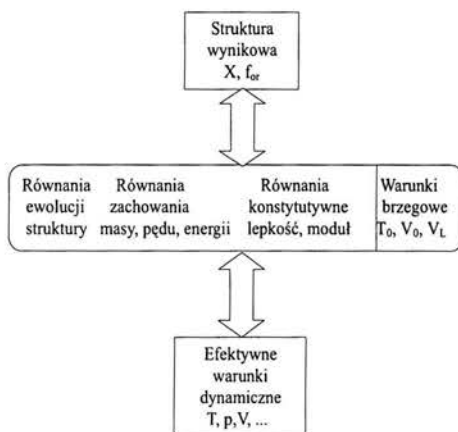 Struktura
wynikowa
X, f_or
Równania
ewolucji
struktury
Równania
zachowania
masy, pędu, energii
Równania
konstytutywne
lepkość, moduł
Warunki
brzegowe
T₀, V₀, V_L
Efektywne
warunki
dynamiczne
T, p,V, ...